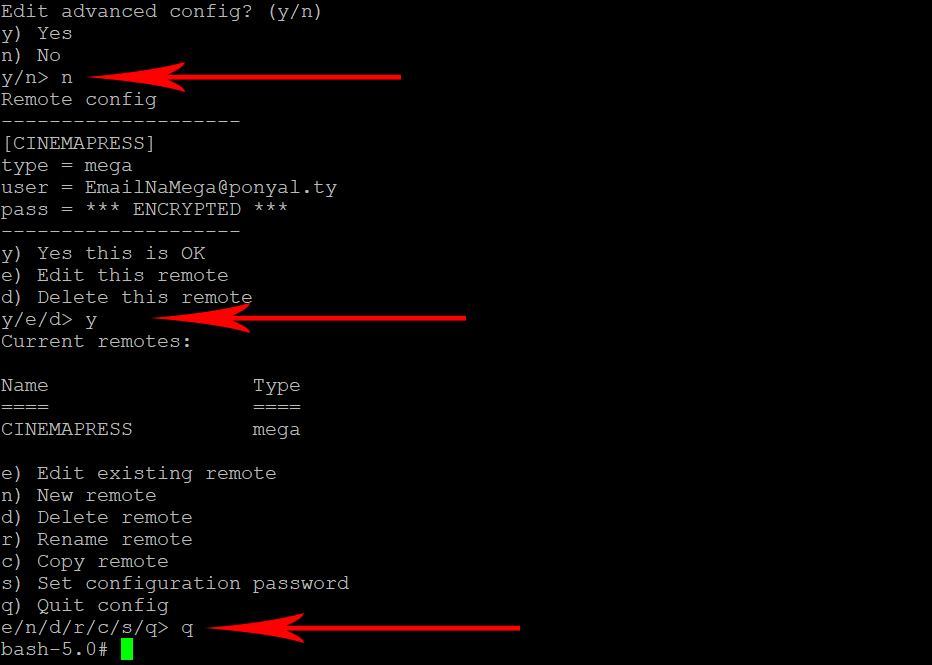 Edit advanced config? (y/n)
y) Yes
n) No
y/n> n
Remote config
--------------------
[CINEMAPRESS]
type = mega
user = EmailNaMega@ponyal.ty
pass = *** ENCRYPTED ***
--------------------
y) Yes this is OK
e) Edit this remote
d) Delete this remote
y/e/d> y
Current remotes:

Name                 Type
====                 ====
CINEMAPRESS          mega

e) Edit existing remote
n) New remote
d) Delete remote
r) Rename remote
c) Copy remote
s) Set configuration password
q) Quit config
e/n/d/r/c/s/q> q
bash-5.0#